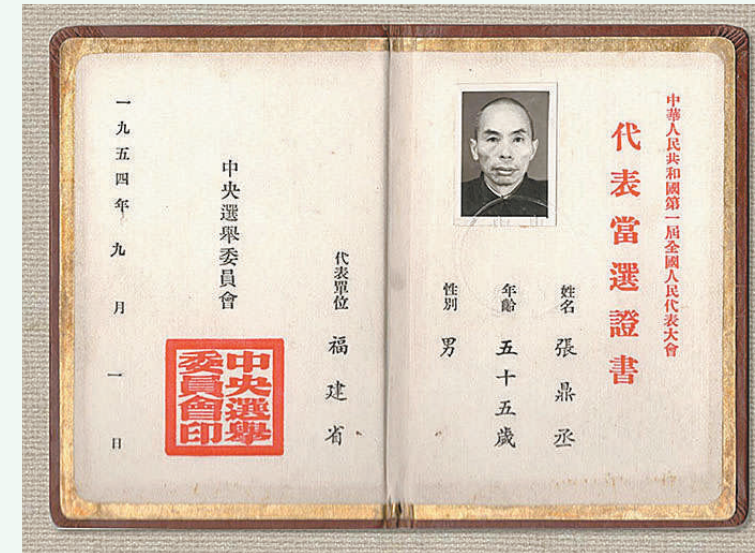 中華人民共和國第一屆全國人民代表大會
代表當選證書
姓名 張鼎丞
年齡 五十五歲
性別 男
代表單位 福建省
中央選舉委員會
中央選舉
委員會印
一九五四年九月一日